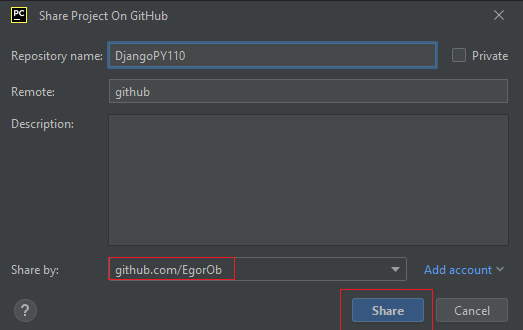 PC Share Project On GitHub
Repository name: DjangoPY110 Private
Remote: github
Description:
Share by: github.com/EgorOb Add account
? Share Cancel